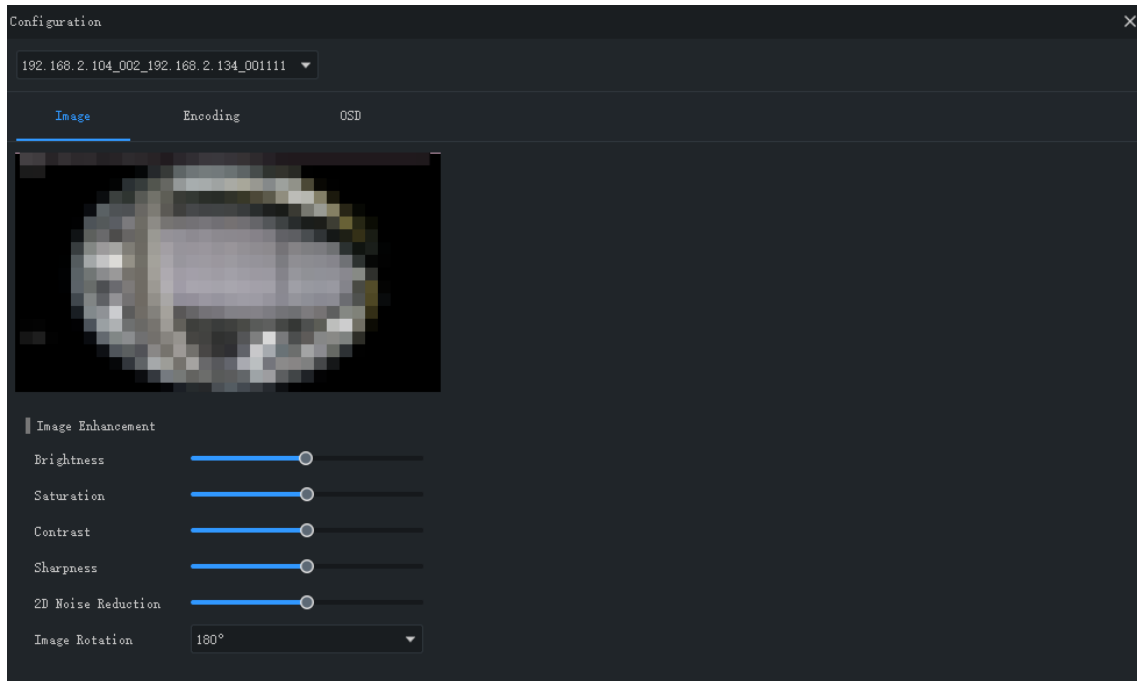 Configuration
192.168.2.104_002_192.168.2.134_001111
Image Encoding OSD
Image Enhancement
Brightness
Saturation
Contrast
Sharpness
2D Noise Reduction
Image Rotation 180°